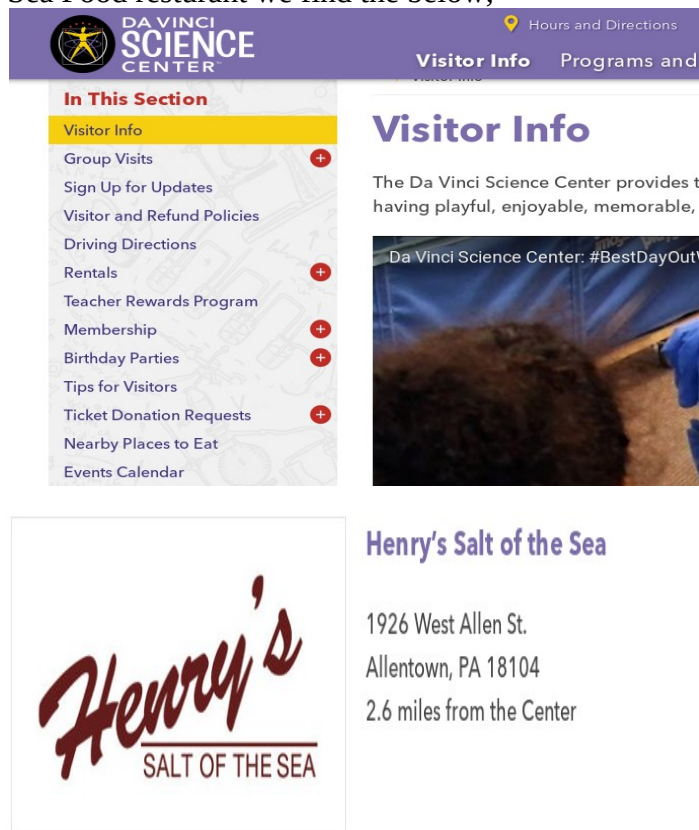 Sea Food resturant we find the below,
DA VINCI
SCIENCE
CENTER™
Hours and Directions
Visitor Info Programs and
Visitor Info
In This Section
Visitor Info
Group Visits
Sign Up for Updates
Visitor and Refund Policies
Driving Directions
Rentals
Teacher Rewards Program
Membership
Birthday Parties
Tips for Visitors
Ticket Donation Requests
Nearby Places to Eat
Events Calendar
Visitor Info
The Da Vinci Science Center provides
having playful, enjoyable, memorable,
Da Vinci Science Center: #BestDayOut
Henry's
SALT OF THE SEA
Henry's Salt of the Sea
1926 West Allen St.
Allentown, PA 18104
2.6 miles from the Center